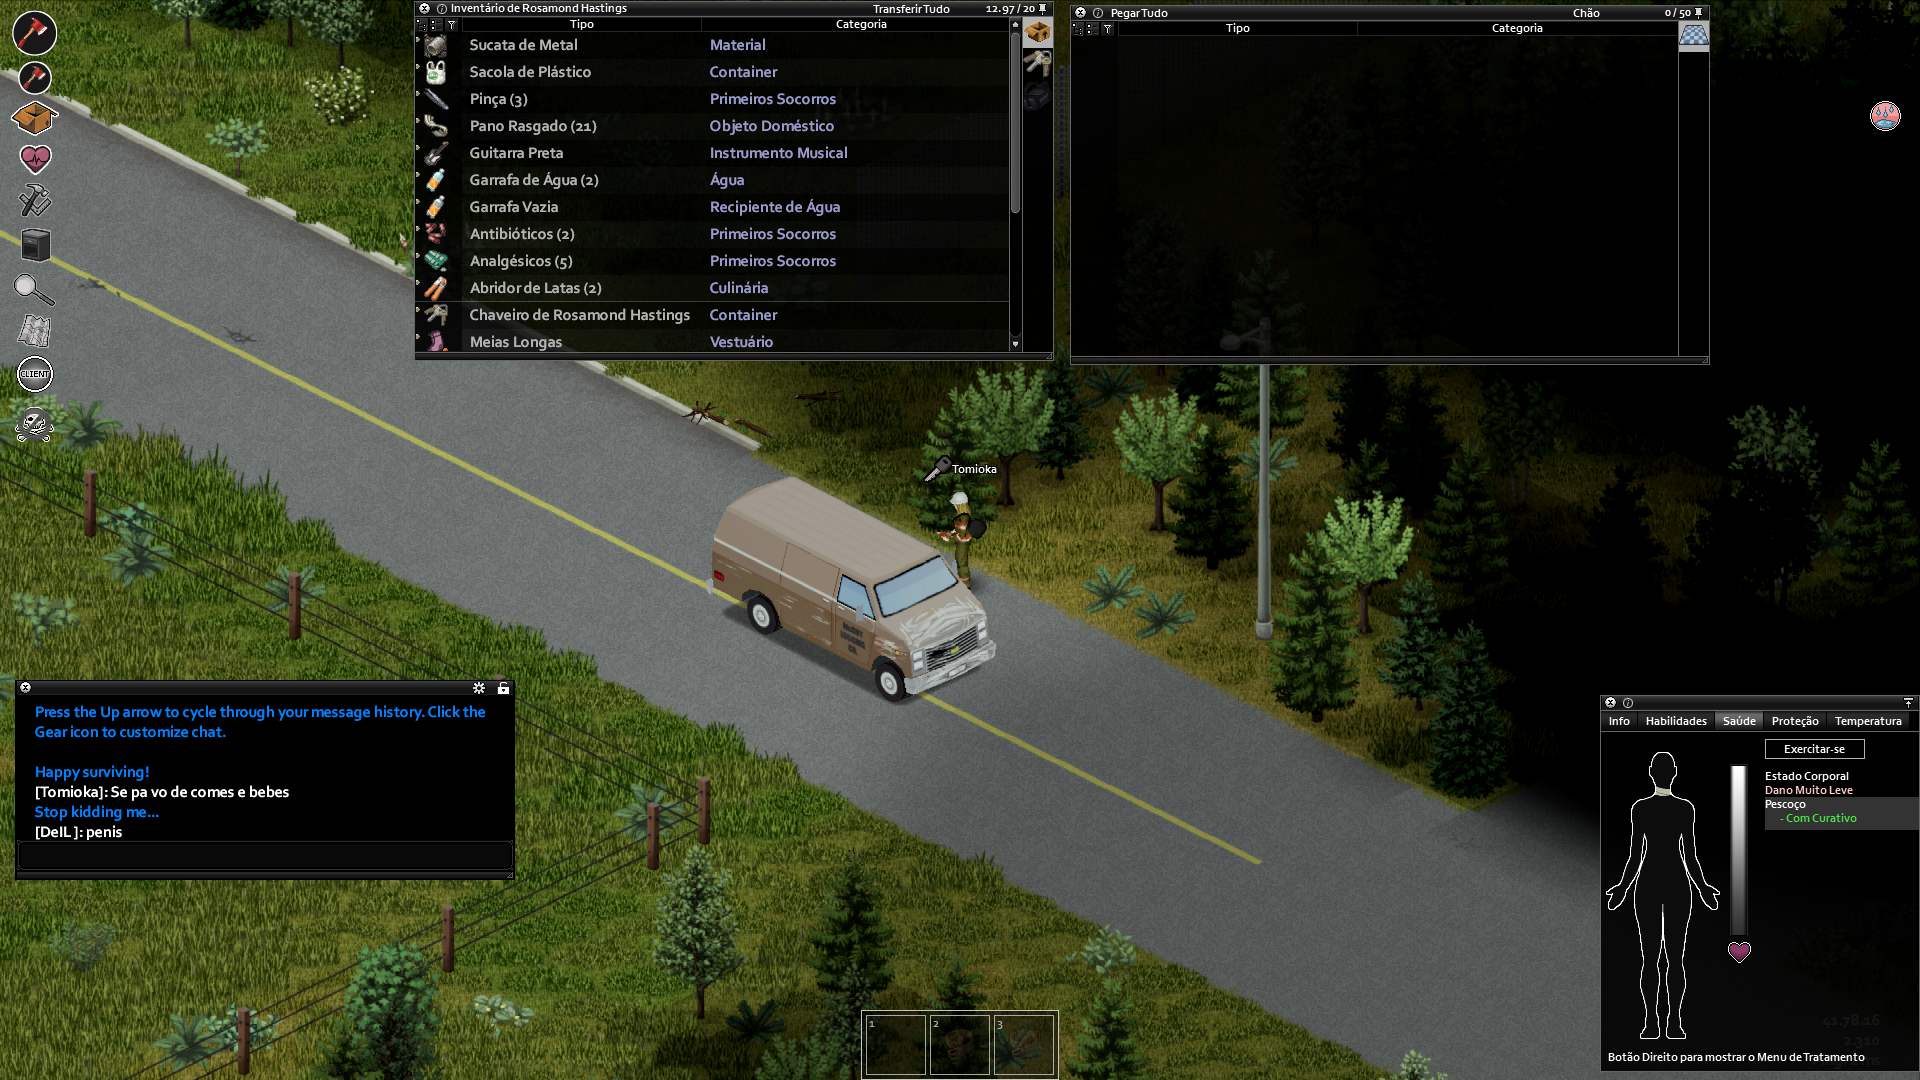 Inventário de Rosamond Hastings
Transferir Tudo
12.97 / 20
Tipo
Categoria
Sucata de Metal
Material
Sacola de Plástico
Container
Pinça (3)
Primeiros Socorros
Pano Rasgado (21)
Objeto Doméstico
Guitarra Preta
Instrumento Musical
Garrafa de Água (2)
Água
Garrafa Vazia
Recipiente de Água
Antibióticos (2)
Primeiros Socorros
Analgésicos (5)
Primeiros Socorros
Abridor de Latas (2)
Culinária
Chaveiro de Rosamond Hastings
Container
Meias Longas
Vestuário
Pegar Tudo
Chão
0 / 50
Tipo
Categoria
CLIENT
Tomioka
Press the Up arrow to cycle through your message history. Click the
Gear icon to customize chat.
Happy surviving!
[Tomioka]: Se pa vo de comes e bebes
Stop kidding me...
[DelL ]: penis
1
2
3
Info
Habilidades
Saúde
Proteção
Temperatura
Exercitar-se
Estado Corporal
Dano Muito Leve
Pescoço
- Com Curativo
41.78.16
2.310
Botão Direito para mostrar o Menu de Tratamento